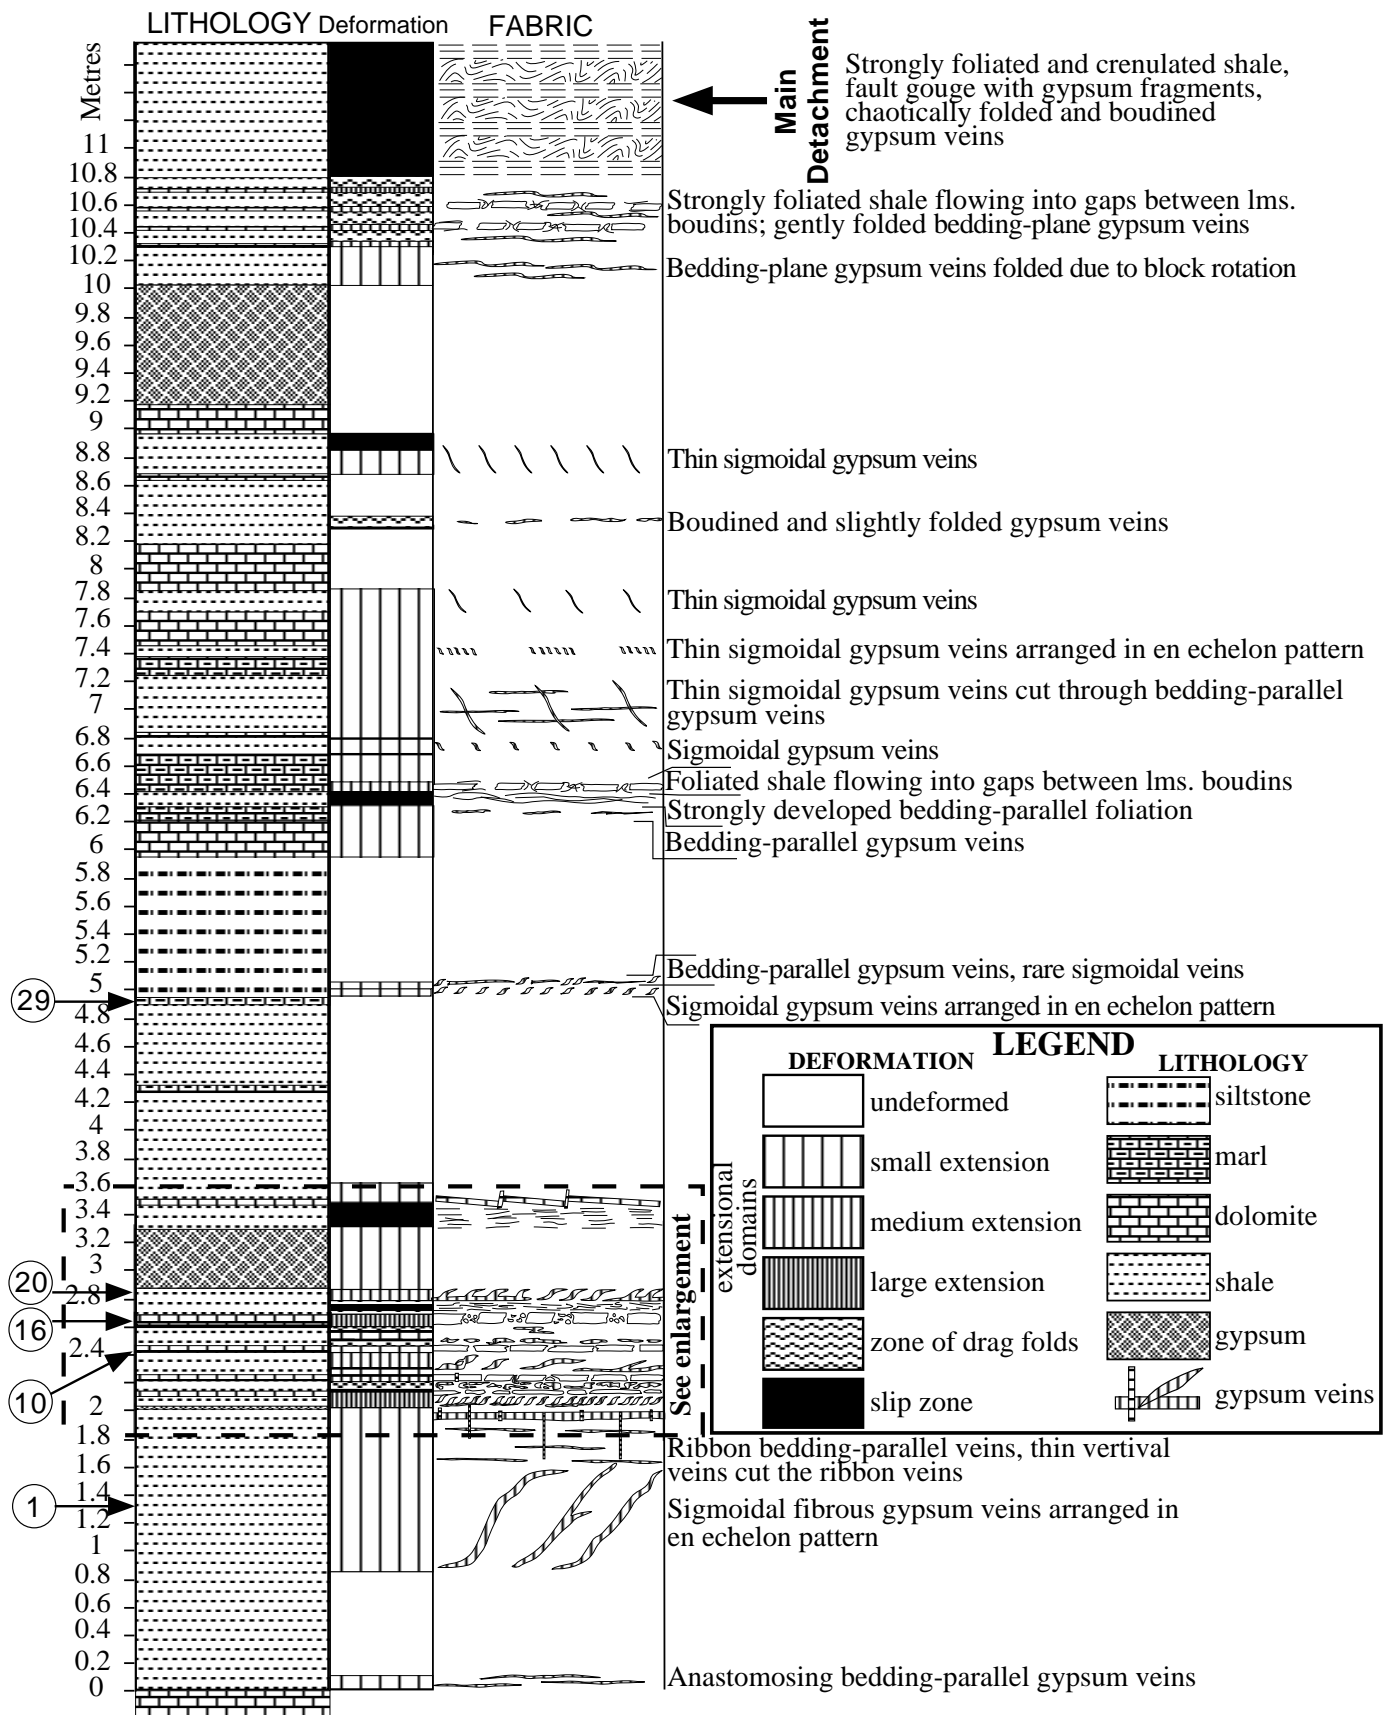 LITHOLOGY Deformation FABRIC
Metres
11
10.8
10.6
10.4
10.2
10
9.8
9.6
9.4
9.2
9
8.8
8.6
8.4
8.2
8
7.8
7.6
7.4
7.2
7
6.8
6.6
6.4
6.2
6
5.8
5.6
5.4
5.2
5
4.8
4.6
4.4
4.2
4
3.8
3.6
3.4
3.2
3
2.8
2.4
2
1.8
1.6
1.4
1.2
1
0.8
0.6
0.4
0.2
0
29
20
16
10
1
Main
Detachment
Strongly foliated and crenulated shale,
fault gouge with gypsum fragments,
chaotically folded and boudined
gypsum veins
Strongly foliated shale flowing into gaps between lms.
boudins; gently folded bedding-plane gypsum veins
Bedding-plane gypsum veins folded due to block rotation
Thin sigmoidal gypsum veins
Boudined and slightly folded gypsum veins
Thin sigmoidal gypsum veins
Thin sigmoidal gypsum veins arranged in en echelon pattern
Thin sigmoidal gypsum veins cut through bedding-parallel
gypsum veins
Sigmoidal gypsum veins
Foliated shale flowing into gaps between lms. boudins
Strongly developed bedding-parallel foliation
Bedding-parallel gypsum veins
Bedding-parallel gypsum veins, rare sigmoidal veins
Sigmoidal gypsum veins arranged in en echelon pattern
See enlargement
Ribbon bedding-parallel veins, thin vertival
veins cut the ribbon veins
Sigmoidal fibrous gypsum veins arranged in
en echelon pattern
Anastomosing bedding-parallel gypsum veins
LEGEND
DEFORMATION
undeformed
extensional
domains
small extension
medium extension
large extension
zone of drag folds
slip zone
LITHOLOGY
siltstone
marl
dolomite
shale
gypsum
gypsum veins